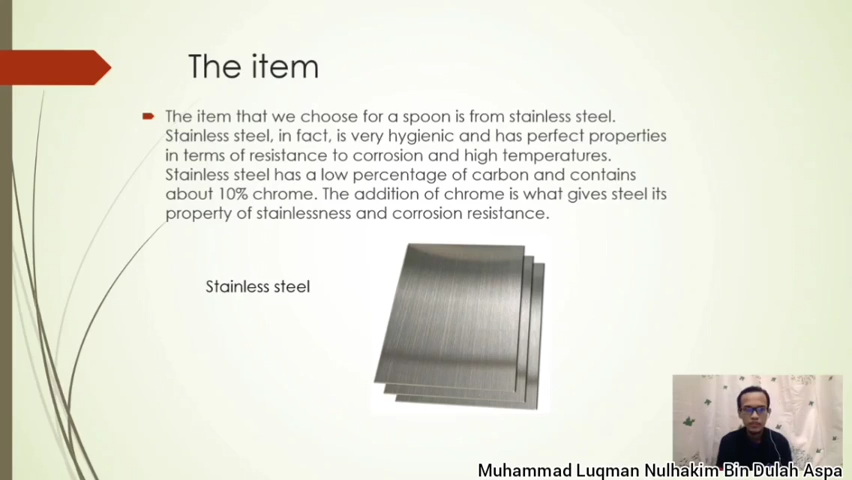 The item
The item that we choose for a spoon is from stainless steel.
Stainless steel, in fact, is very hygienic and has perfect properties
in terms of resistance to corrosion and high temperatures.
Stainless steel has a low percentage of carbon and contains
about 10% chrome. The addition of chrome is what gives steel its
property of stainlessness and corrosion resistance.
Stainless steel
Muhammad Luqman Nulhakim Bin Dulah Aspa